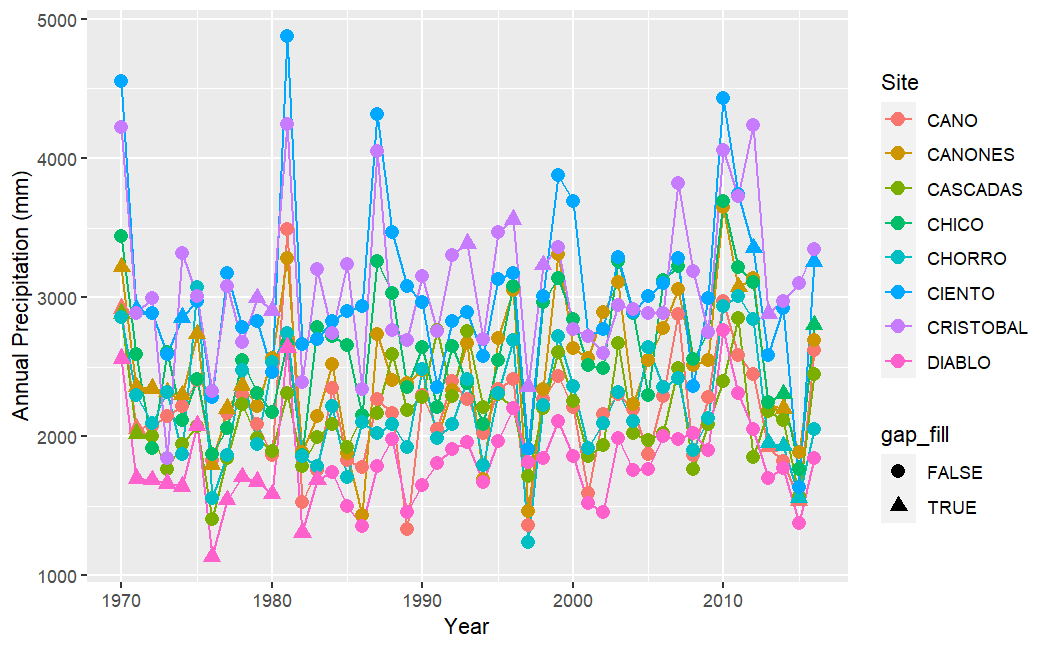 5000
4000
3000
2000
1000
Annual Precipitation (mm)
1970
1980
1990
2000
2010
Year
Site
CANO
CANONES
CASCADAS
CHICO
CHORRO
CIENTO
CRISTOBAL
DIABLO
gap_fill
FALSE
TRUE